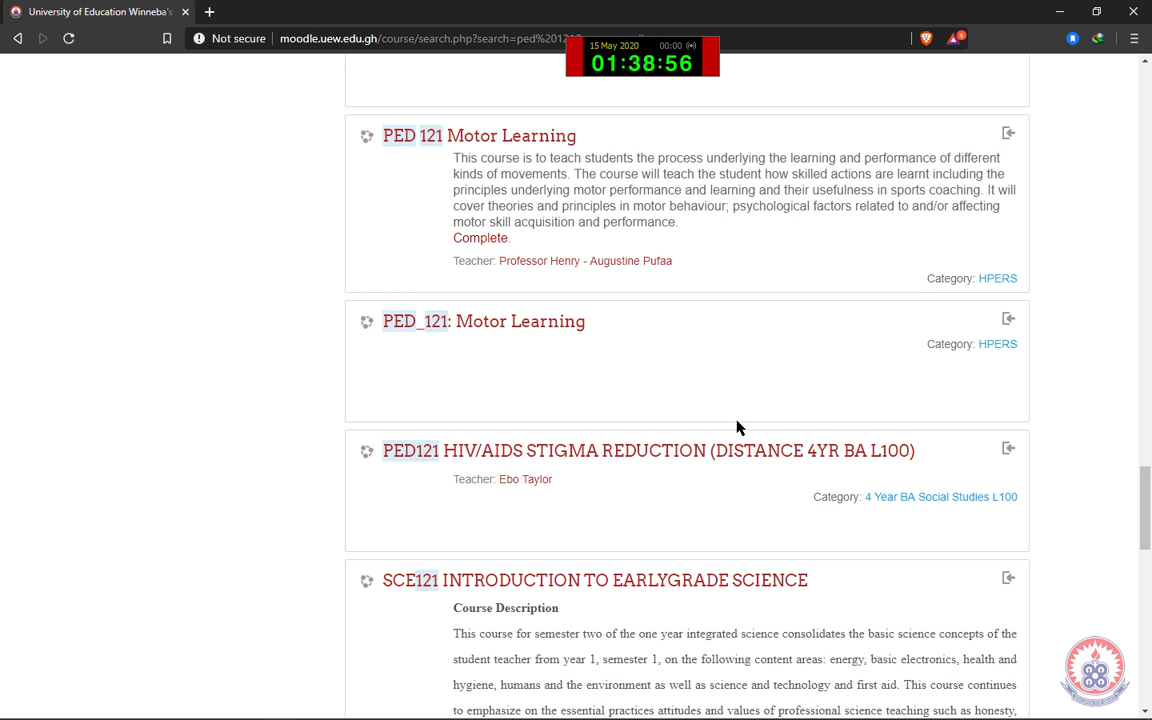 University of Education Winneba's
Not secure
moodle.uew.edu.gh/course/search.php?search=ped%20121
5
15 May 2020 00:00
01:38:56
PED 121 Motor Learning
This course is to teach students the process underlying the learning and performance of different
kinds of movements. The course will teach the student how skilled actions are learnt including the
principles underlying motor performance and learning and their usefulness in sports coaching. It will
cover theories and principles in motor behaviour; psychological factors related to and/or affecting
motor skill acquisition and performance.
Complete.
Teacher: Professor Henry - Augustine Pufaa
Category: HPERS
PED_121: Motor Learning
Category: HPERS
PED121 HIV/AIDS STIGMA REDUCTION (DISTANCE 4YR BA L100)
Teacher: Ebo Taylor
Category: 4 Year BA Social Studies L100
SCE121 INTRODUCTION TO EARLYGRADE SCIENCE
Course Description
This course for semester two of the one year integrated science consolidates the basic science concepts of the
student teacher from year 1, semester 1, on the following content areas: energy, basic electronics, health and
hygiene, humans and the environment as well as science and technology and first aid. This course continues
to emphasize on the essential practices attitudes and values of professional science teaching such as honesty,